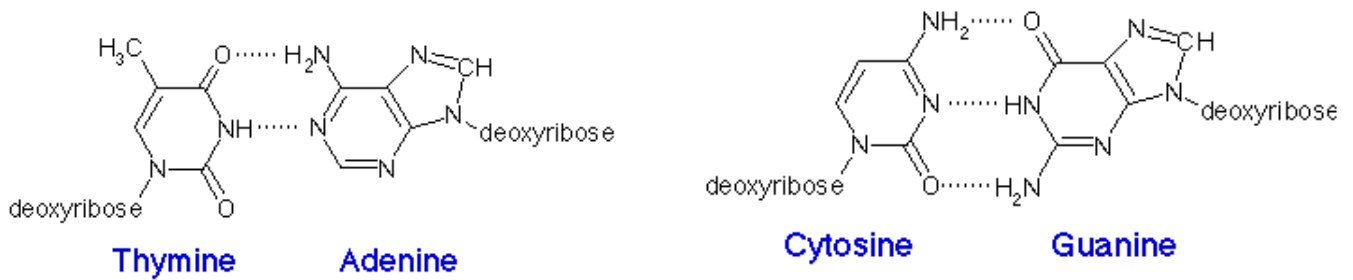 H3C
O
H2N
N
CH
NH
N
N
N
N
O
deoxyribose
deoxyribose
Thymine
Adenine
NH2
O
N
CH
N
HN
N
N
N
O
H2N
deoxyribose
deoxyribose
Cytosine
Guanine